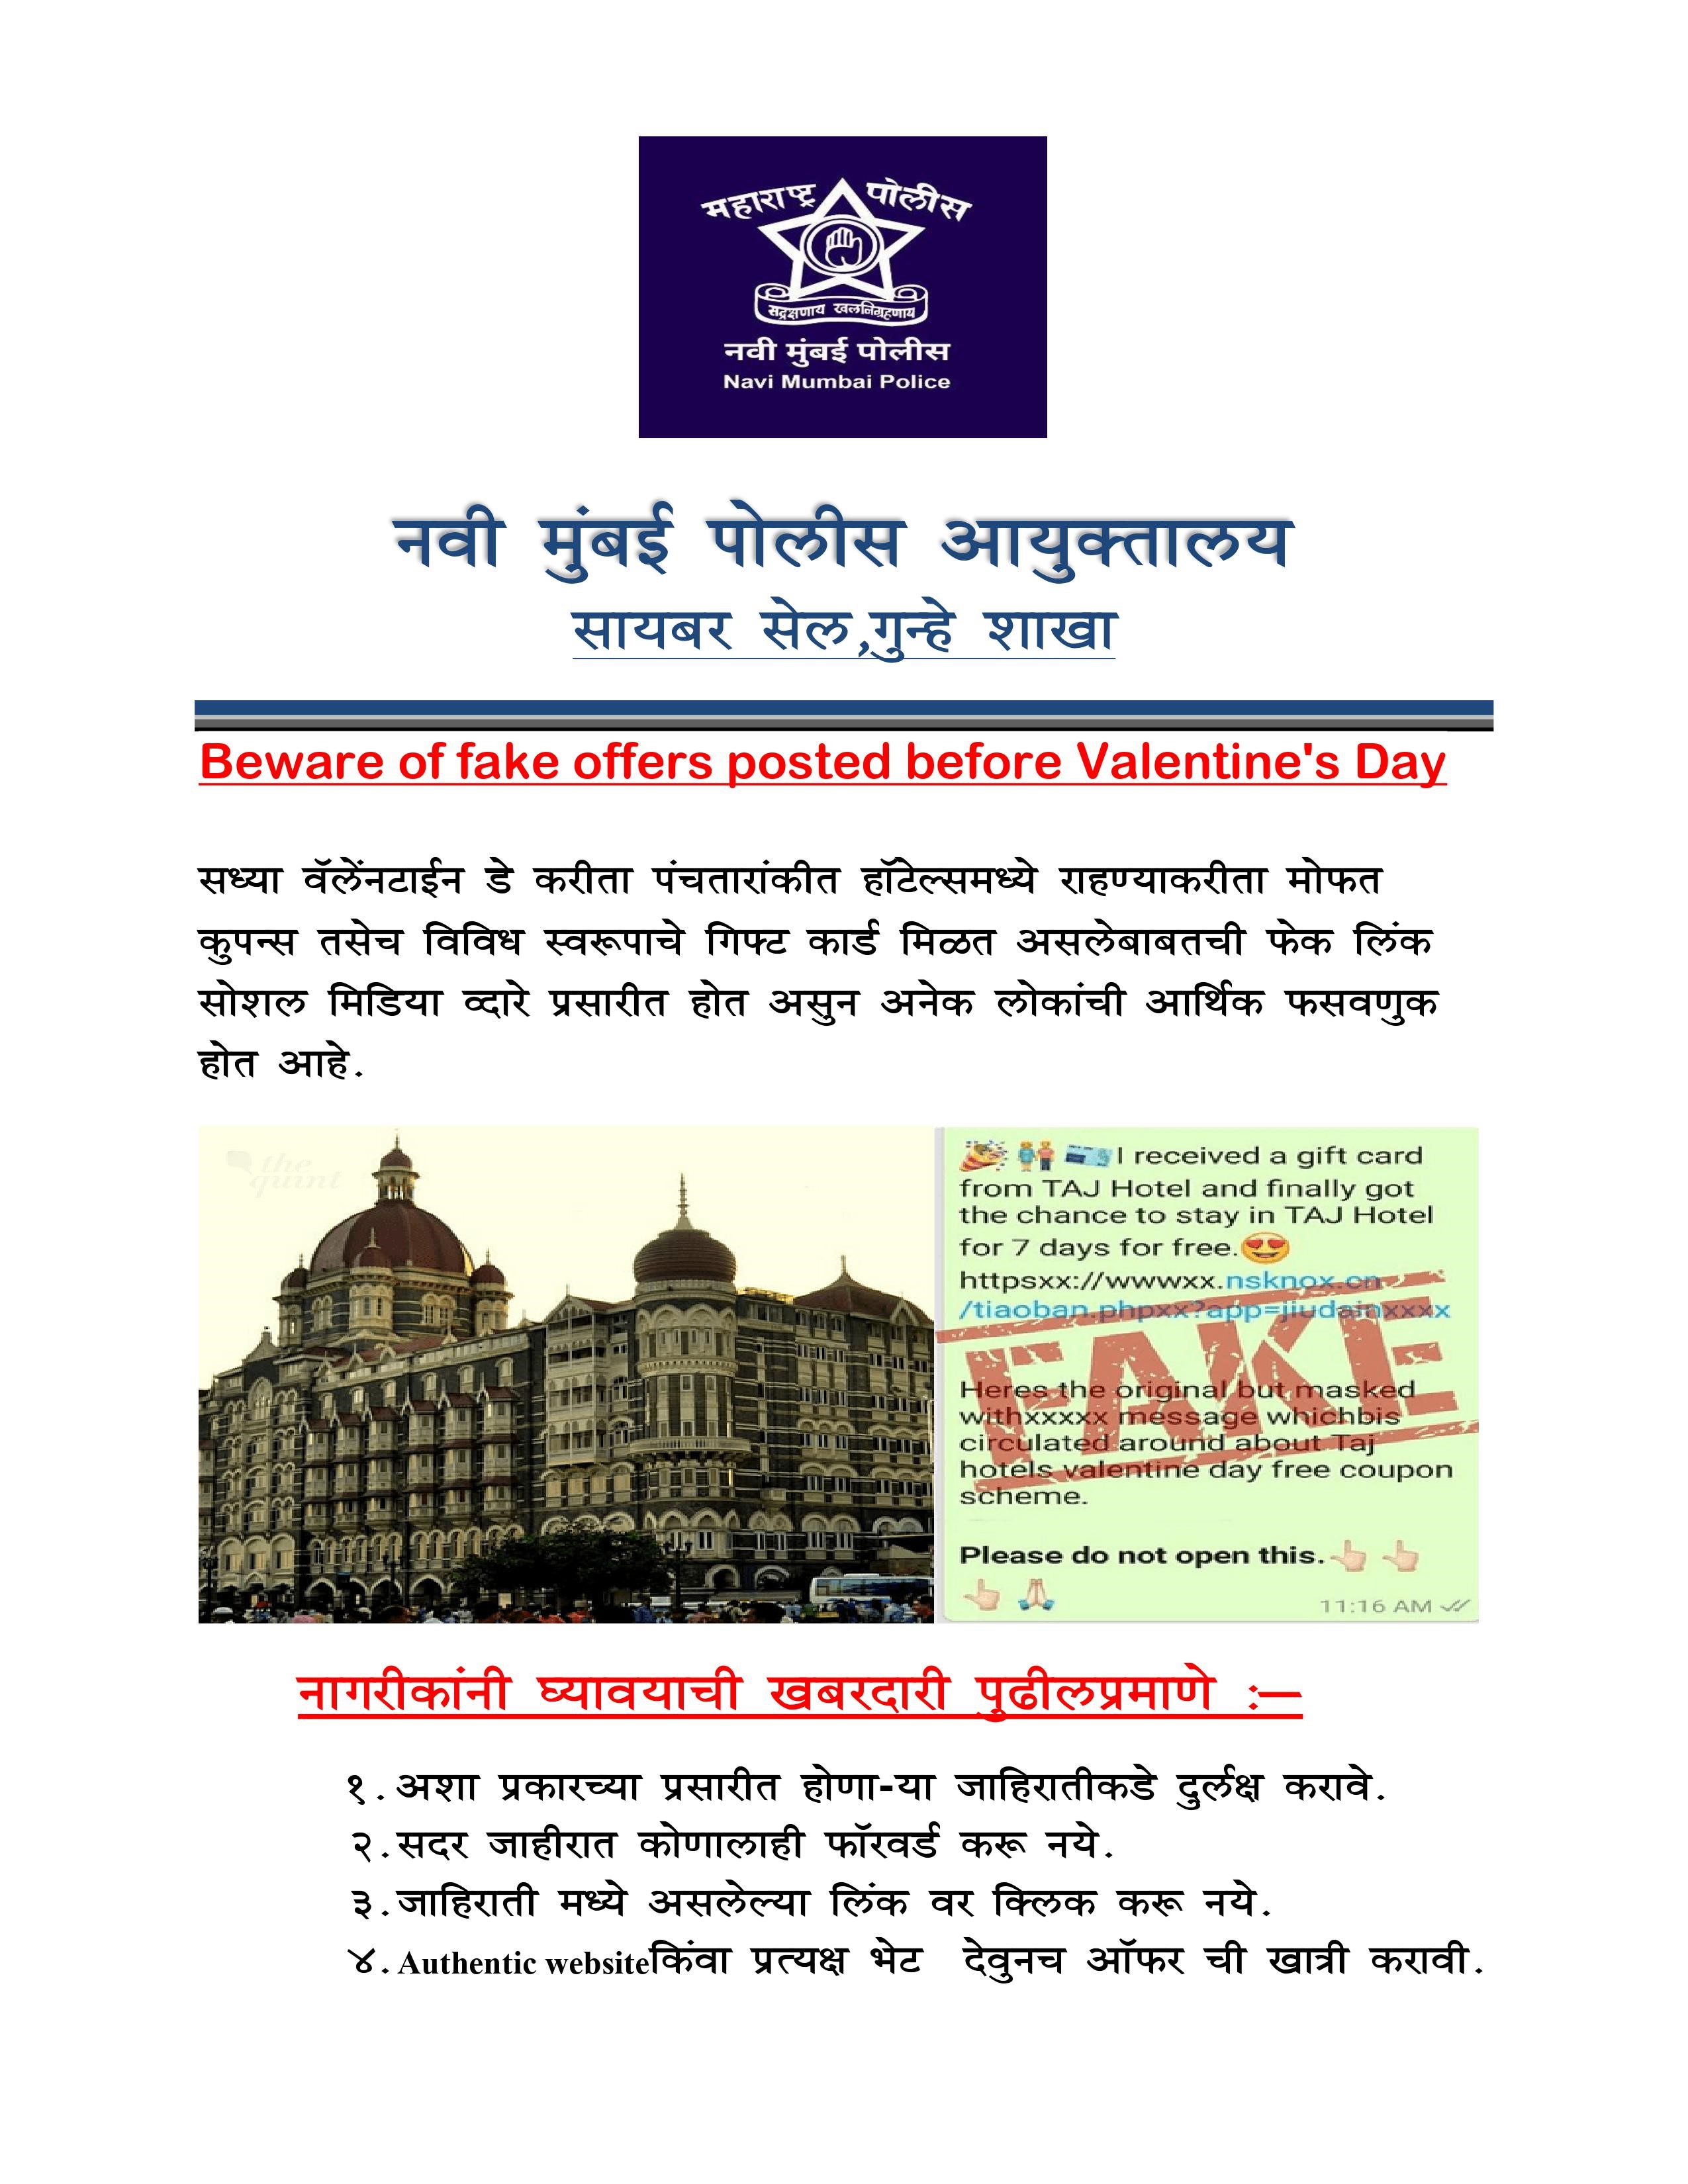 महाराष्ट्र पोलीस
सद्रक्षणाय खलनिग्रहणाय
नवी मुंबई पोलीस
Navi Mumbai Police
नवी मुंबई पोलीस आयुक्तालय
सायबर सेल,गुन्हे शाखा
Beware of fake offers posted before Valentine's Day
सध्या वॅलेंनटाईन डे करीता पंचतारांकीत हॉटेल्समध्ये राहण्याकरीता मोफत
कुपन्स तसेच विविध स्वरूपाचे गिफ्ट कार्ड मिळत असलेबाबतची फेक लिंक
सोशल मिडिया व्दारे प्रसारीत होत असुन अनेक लोकांची आर्थिक फसवणुक
होत आहे.
the
quint
I received a gift card
from TAJ Hotel and finally got
the chance to stay in TAJ Hotel
for 7 days for free.
httpsxx://wwwxx.nsknox.cn
/tiaoban.phpxx?app=jiudainxxxx
FAKE
Heres the original but masked
withxxxxx message whichbis
circulated around about Taj
hotels valentine day free coupon
scheme.
Please do not open this.
11:16 AM
नागरीकांनी घ्यावयाची खबरदारी पुढीलप्रमाणे :—
१. अशा प्रकारच्या प्रसारीत होणा-या जाहिरातीकडे दुर्लक्ष करावे.
२. सदर जाहीरात कोणालाही फॉरवर्ड करू नये.
३. जाहिराती मध्ये असलेल्या लिंक वर क्लिक करू नये.
४. Authentic websiteकिंवा प्रत्यक्ष भेट देवुनच ऑफर ची खात्री करावी.